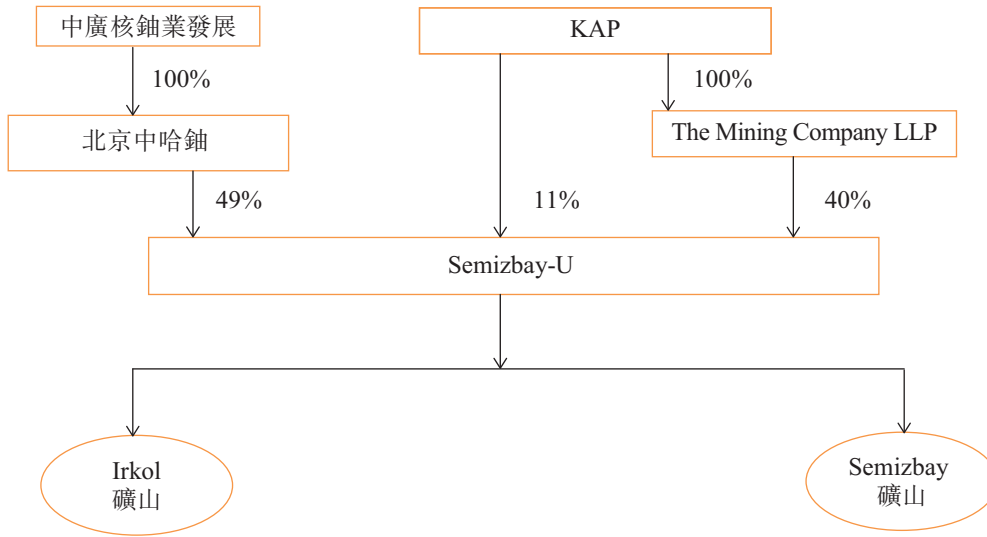 中廣核鈾業發展
KAP
100%
100%
北京中哈鈾
The Mining Company LLP
49%
11%
40%
Semizbay-U
Irkol
礦山
Semizbay
礦山